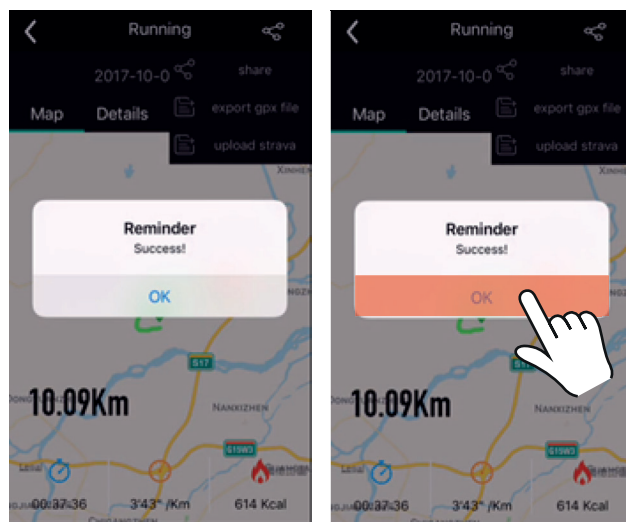 Running
2017-10-0 share
Map Details export gpx file
upload strava
Reminder
Success!
OK
S17
10.09Km
NANXIZHEN
G15W3
00:37:36 3'43" /Km 614 Kcal
Running
2017-10-0 share
Map Details export gpx file
upload strava
Reminder
Success!
OK
10.09Km
NANXIZHEN
G15W3
00:37:36 3'43" /Km 614 Kcal